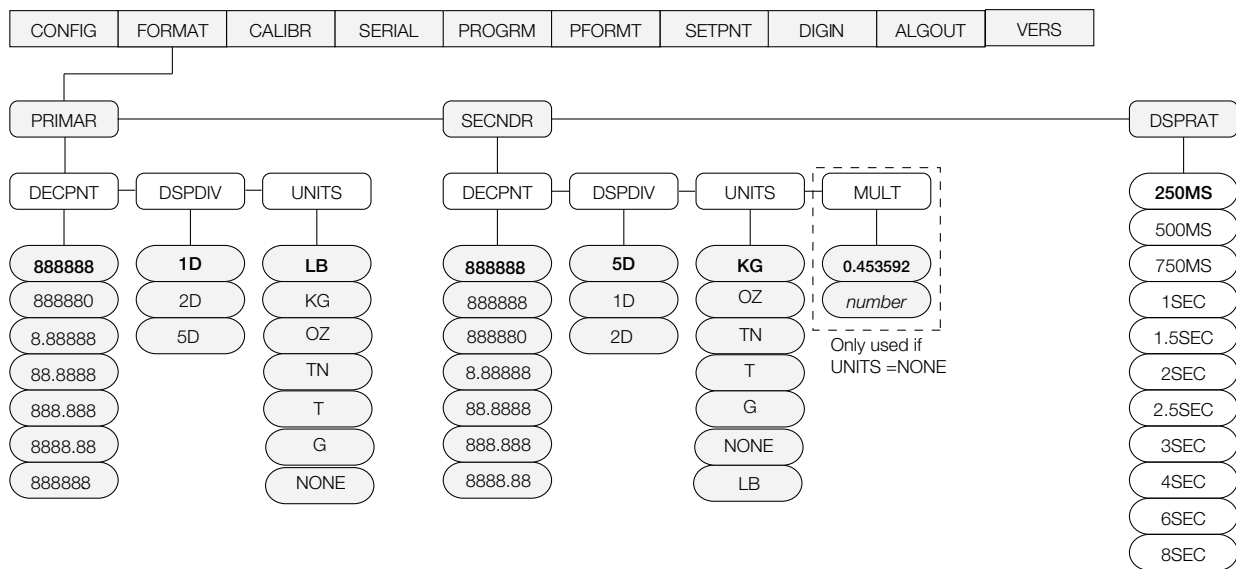 CONFIG FORMAT CALIBR SERIAL PROGRM PFORMT SETPNT DIGIN ALGOUT VERS
PRIMAR SECNDR DSPRAT
DECPNT DSPDIV UNITS DECPNT DSPDIV UNITS MULT 250MS
500MS
888888 1D LB 888888 5D KG 0.453592 750MS
888880 2D KG 888888 1D OZ number 1SEC
8.88888 5D OZ 888880 2D TN 1.5SEC
Only used if
UNITS =NONE
88.8888 TN 8.88888 T 2SEC
888.888 T 88.8888 G 2.5SEC
8888.88 G 888.888 NONE 3SEC
888888 NONE 8888.88 LB 4SEC
6SEC
8SEC